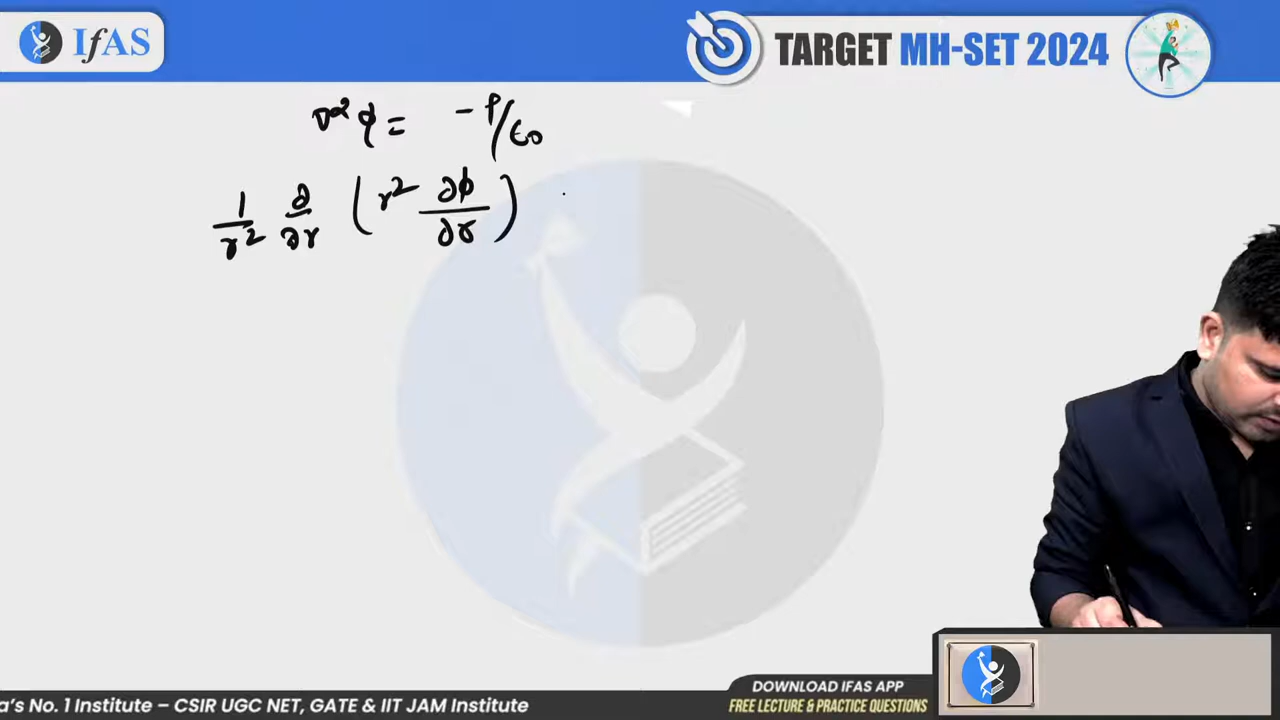 IfAS
TARGET MH-SET 2024
∇²φ = -ρ/ε₀
1/r² ∂/∂r (r² ∂φ/∂r)
a's No. 1 Institute – CSIR UGC NET, GATE & IIT JAM Institute
DOWNLOAD IFAS APP
FREE LECTURE & PRACTICE QUESTIONS